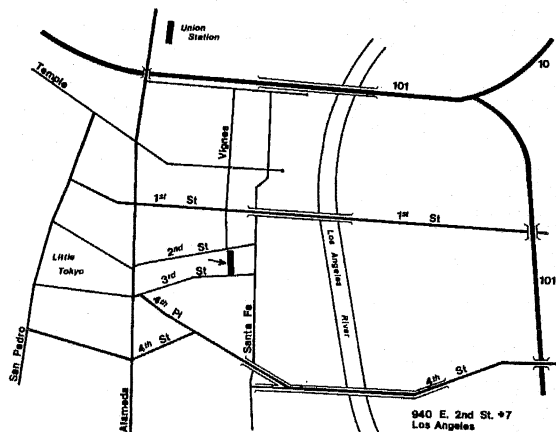 Union
Station
10
Temple
101
Vignes
1st St
1st St
2nd St
Los Angeles River
Little
Tokyo
3rd St
101
4th Pl
Santa Fe
San Pedro
4th St
4th St
Alameda
940 E. 2nd St. #7
Los Angeles